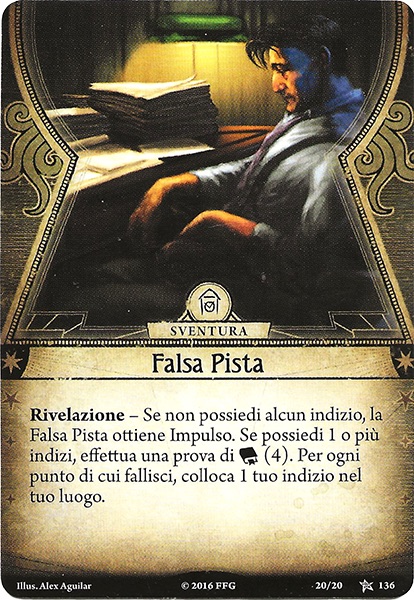 SVENTURA
Falsa Pista
Rivelazione – Se non possiedi alcun indizio, la
Falsa Pista ottiene Impulso. Se possiedi 1 o più
indizi, effettua una prova di (4). Per ogni
punto di cui fallisci, colloca 1 tuo indizio nel
tuo luogo.
Illus. Alex Aguilar © 2016 FFG 20/20 136